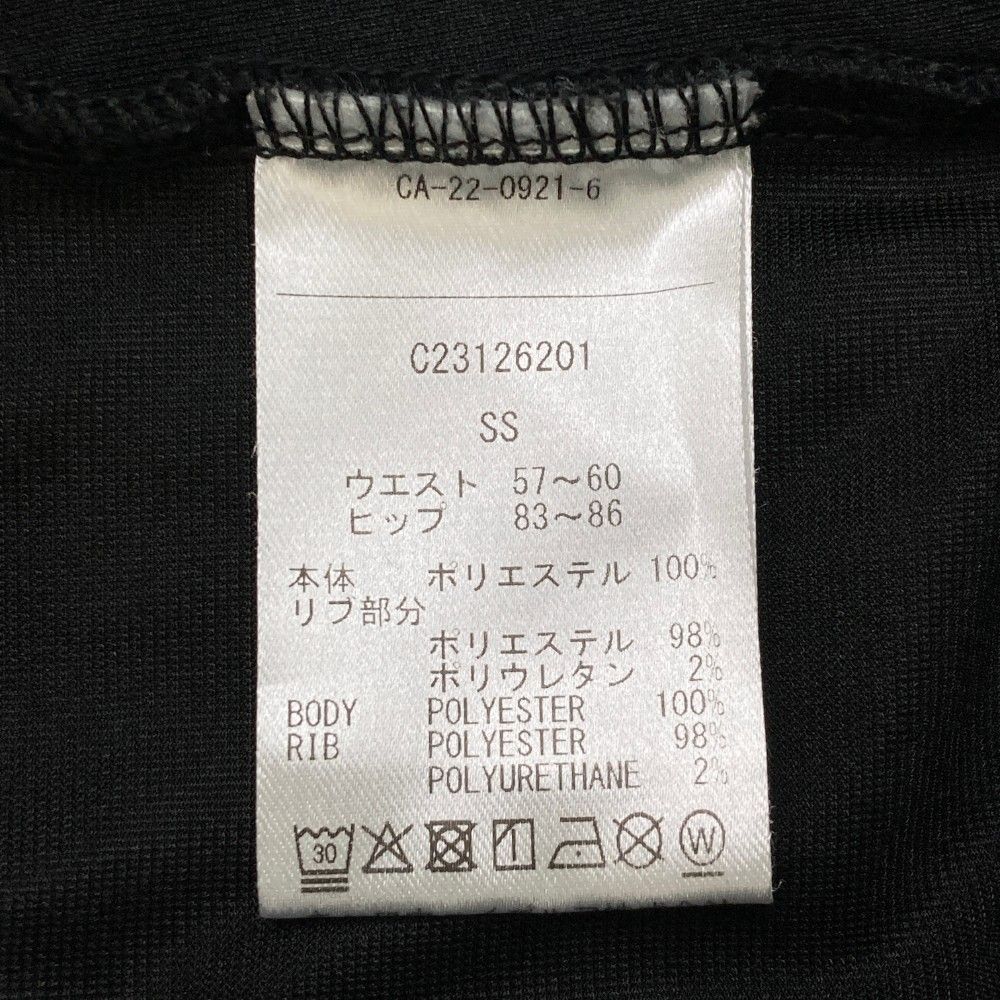 CA-22-0921-6
C23126201
SS
ウエスト 57～60
ヒップ 83～86
本体 ポリエステル 100%
リブ部分
ポリエステル 98%
ポリウレタン 2%
BODY POLYESTER 100%
RIB POLYESTER 98%
POLYURETHANE 2%
30 W